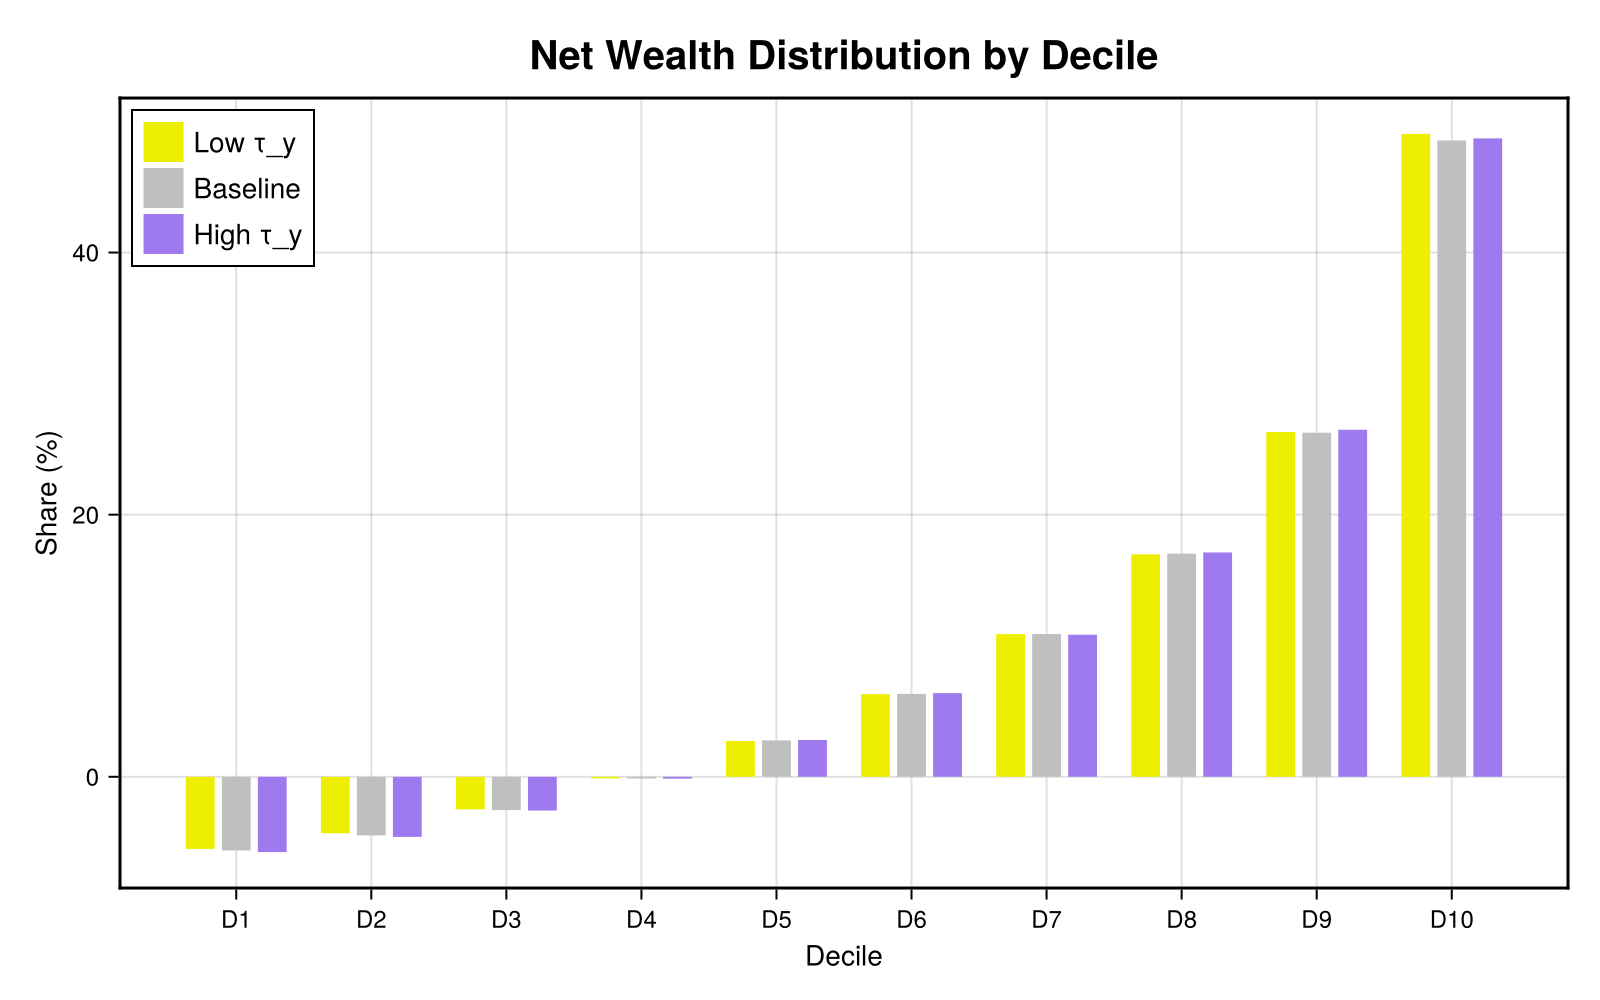 Net Wealth Distribution by Decile
Low τ_y
Baseline
High τ_y
Share (%)
40
20
0
D1 D2 D3 D4 D5 D6 D7 D8 D9 D10
Decile